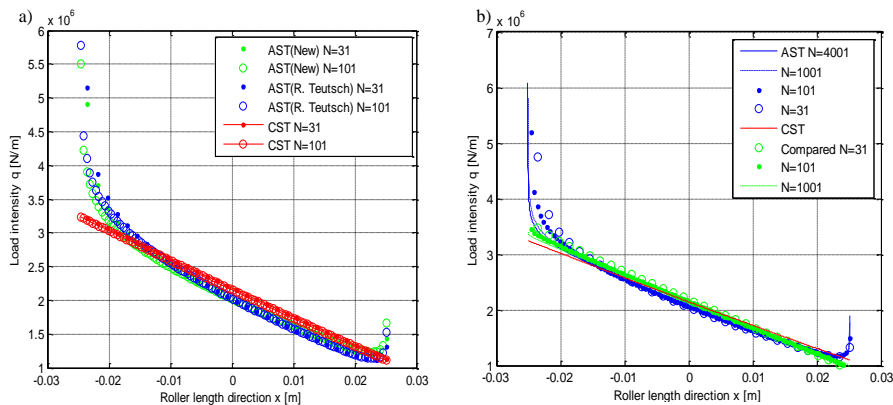 a)
x 10^6
6
5.5
5
4.5
4
3.5
3
2.5
2
1.5
1
Load intensity q [N/m]
AST(New) N=31
AST(New) N=101
AST(R. Teutsch) N=31
AST(R. Teutsch) N=101
CST N=31
CST N=101
-0.03 -0.02 -0.01 0 0.01 0.02 0.03
Roller length direction x [m]
b)
x 10^6
7
6
5
4
3
2
1
Load intensity q [N/m]
AST N=4001
N=1001
N=101
N=31
CST
Compared N=31
N=101
N=1001
-0.03 -0.02 -0.01 0 0.01 0.02 0.03
Roller length direction x [m]